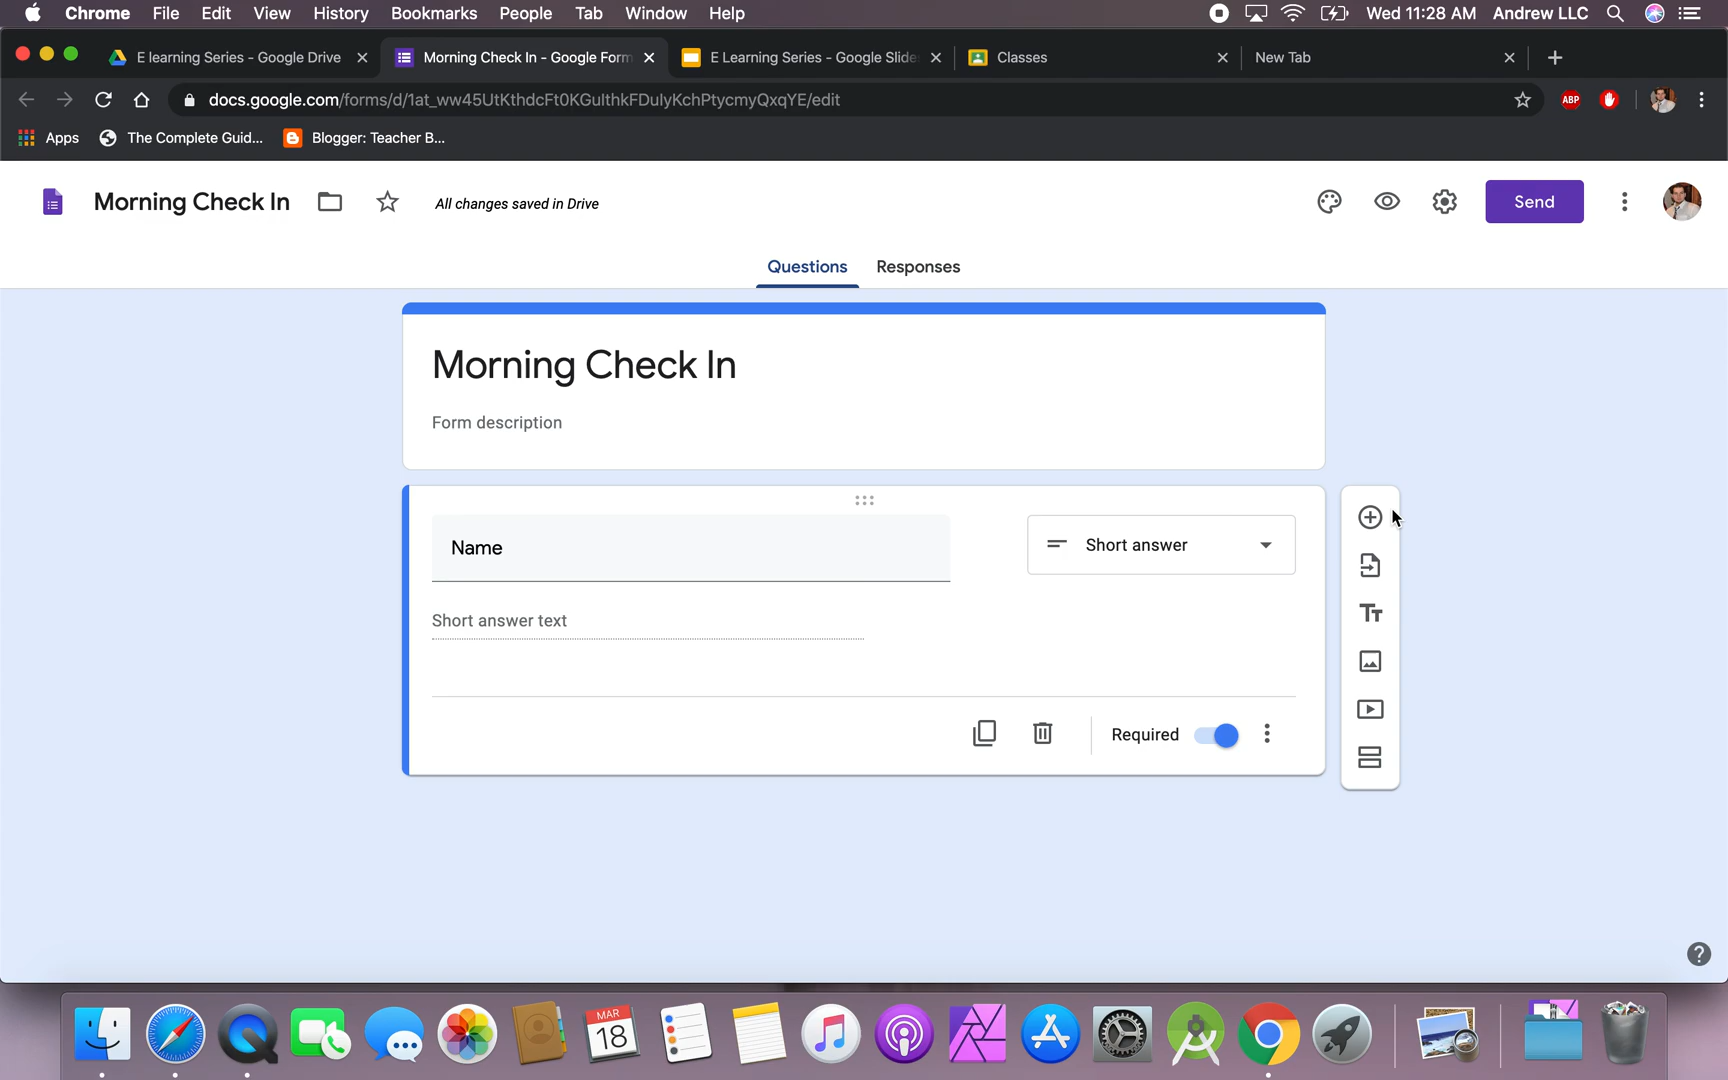 Chrome File Edit View History Bookmarks People Tab Window Help Wed 11:28 AM Andrew LLC
E learning Series - Google Drive Morning Check In - Google Form E Learning Series - Google Slide Classes New Tab
docs.google.com/forms/d/1at_ww45UtKthdcFt0KGulthkFDulyKchPtycmyQxqYE/edit ABP
Apps The Complete Guid... Blogger: Teacher B...
Morning Check In All changes saved in Drive Send
Questions Responses
Morning Check In
Form description
Name Short answer
Short answer text
Required
MAR
18